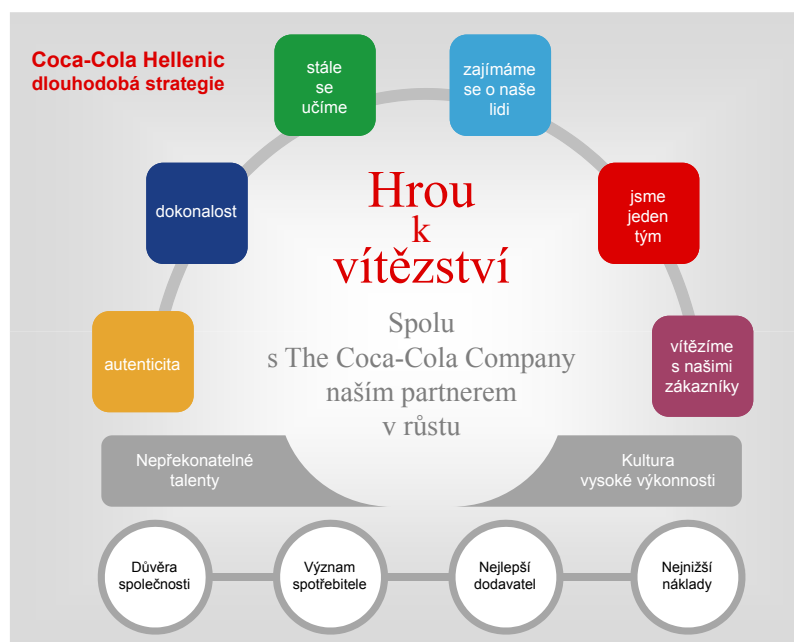 Coca-Cola Hellenic
dlouhodobá strategie
stále
se
učíme
zajímáme
se o naše
lidi
dokonalost
jsme
jeden
tým
autenticita
vítězíme
s našimi
zákazníky
Hrou
k
vítězství
Spolu
s The Coca-Cola Company
naším partnerem
v růstu
Nepřekonatelné
talenty
Kultura
vysoké výkonnosti
Důvěra
společnosti
Význam
spotřebitele
Nejlepší
dodavatel
Nejnižší
náklady